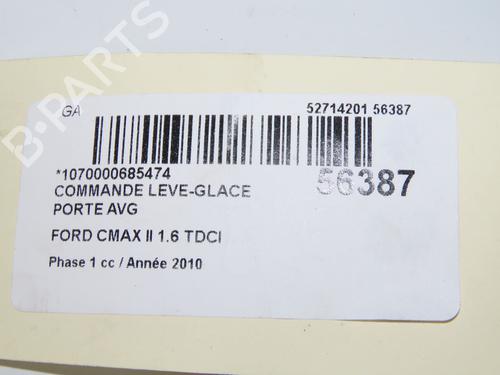 GA
52714201 56387
*1070000685474
56387
COMMANDE LEVE-GLACE
PORTE AVG
FORD CMAX II 1.6 TDCI
Phase 1 cc / Année 2010
B-PARTS